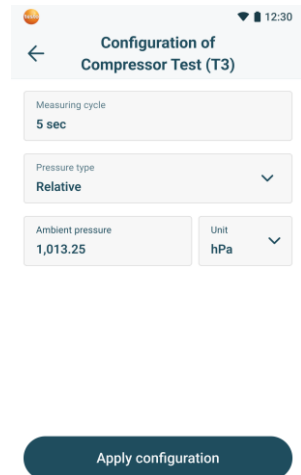 testo
12:30
Configuration of
Compressor Test (T3)
Measuring cycle
5 sec
Pressure type
Relative
Ambient pressure
1,013.25
Unit
hPa
Apply configuration